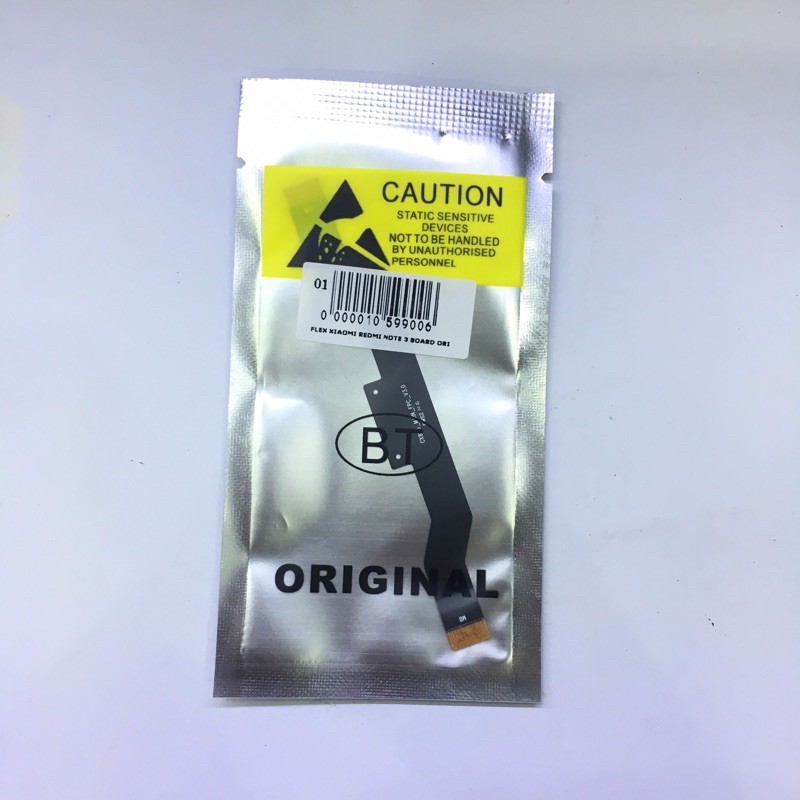 CAUTION
STATIC SENSITIVE
DEVICES
NOT TO BE HANDLED
BY UNAUTHORISED
PERSONNEL
01
0 000010 599006
FLEX XIAOMI REDMI NOTE 3 BOARD ORI
BT
ORIGINAL